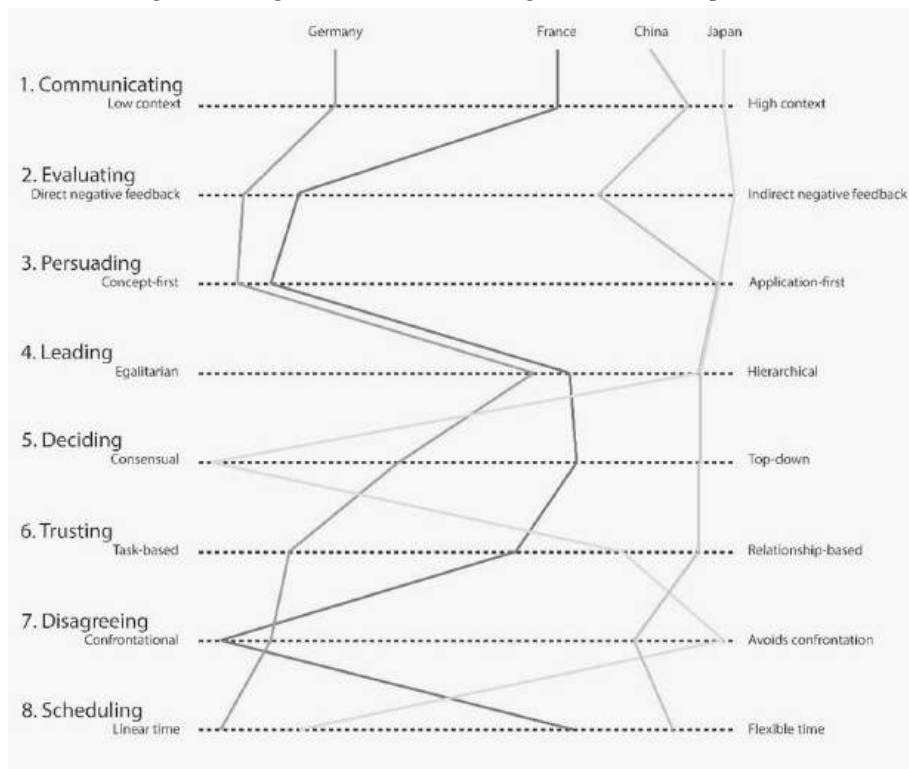 Germany France China Japan
1. Communicating
Low context High context
2. Evaluating
Direct negative feedback Indirect negative feedback
3. Persuading
Concept-first Application-first
4. Leading
Egalitarian Hierarchical
5. Deciding
Consensual Top-down
6. Trusting
Task-based Relationship-based
7. Disagreeing
Confrontational Avoids confrontation
8. Scheduling
Linear time Flexible time